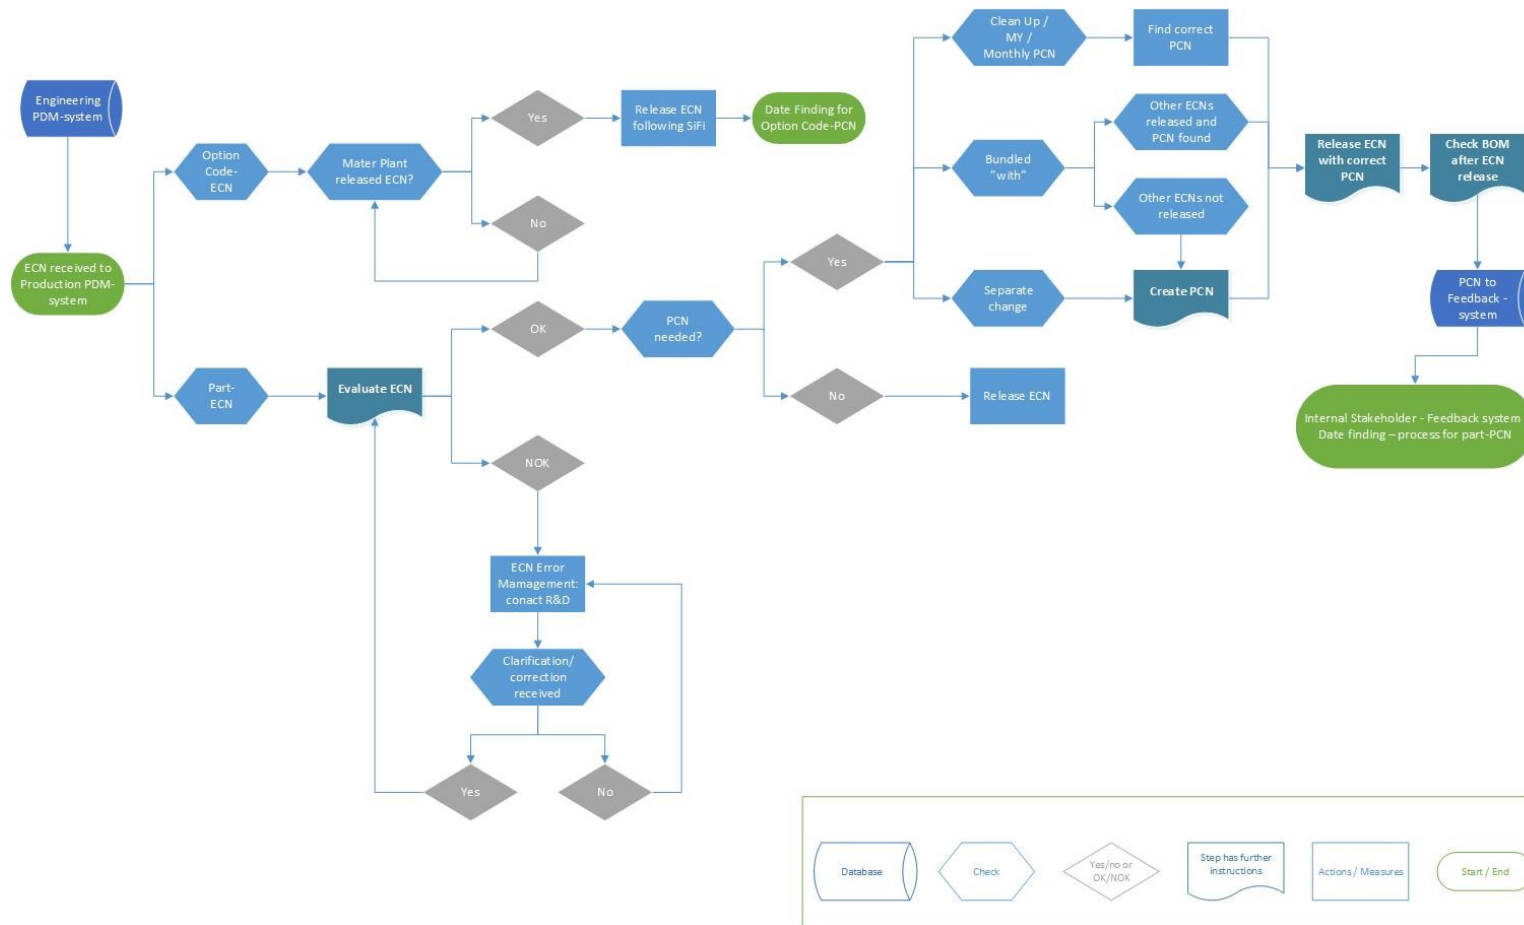 Engineering
PDM-system
ECN received to
Production PDM-
system
Option
Code-
ECN
Mater Plant
released ECN?
Yes
Release ECN
following SiFi
Date Finding for
Option Code-PCN
No
Part-
ECN
Evaluate ECN
OK
PCN
needed?
Yes
Clean Up /
MY /
Monthly PCN
Find correct
PCN
Bundled
"with"
Other ECNs
released and
PCN found
Other ECNs not
released
Separate
change
Create PCN
Release ECN
with correct
PCN
Check BOM
after ECN
release
PCN to
Feedback -
system
Internal Stakeholder - Feedback system
Date finding – process for part-PCN
No
Release ECN
NOK
ECN Error
Mamagement:
conact R&D
Clarification/
correction
received
Yes
No
Database
Check
Yes/no or
OK/NOK
Step has further
instructions
Actions / Measures
Start / End